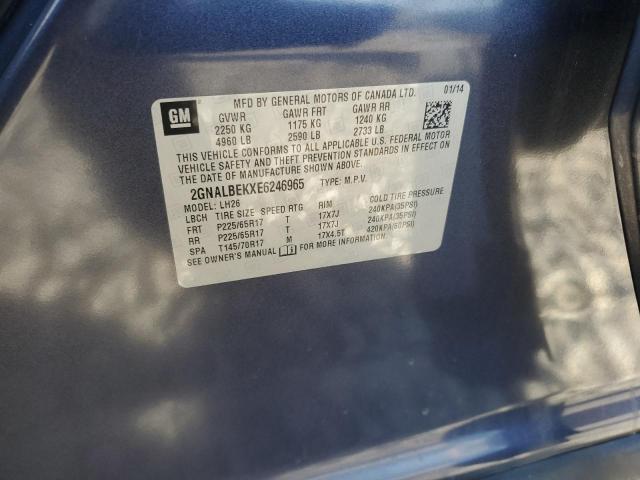 GM
MFD BY GENERAL MOTORS OF CANADA LTD. 01/14
GVWR GAWR FRT GAWR RR
2250 KG 1175 KG 1240 KG
4960 LB 2590 LB 2733 LB
THIS VEHICLE CONFORMS TO ALL APPLICABLE U.S. FEDERAL MOTOR
VEHICLE SAFETY AND THEFT PREVENTION STANDARDS IN EFFECT ON
THE DATE OF MANUFACTURE SHOWN ABOVE.
2GNALBEKXE6246965 TYPE: M.P.V.
LBCH MODEL: LH26
TIRE SIZE SPEED RTG RIM COLD TIRE PRESSURE
FRT P225/65R17 T 17X7J 240KPA(35PSI)
RR P225/65R17 T 17X7J 240KPA(35PSI)
SPA T145/70R17 M 17X4.5T 420KPA(60PSI)
SEE OWNER'S MANUAL FOR MORE INFORMATION.